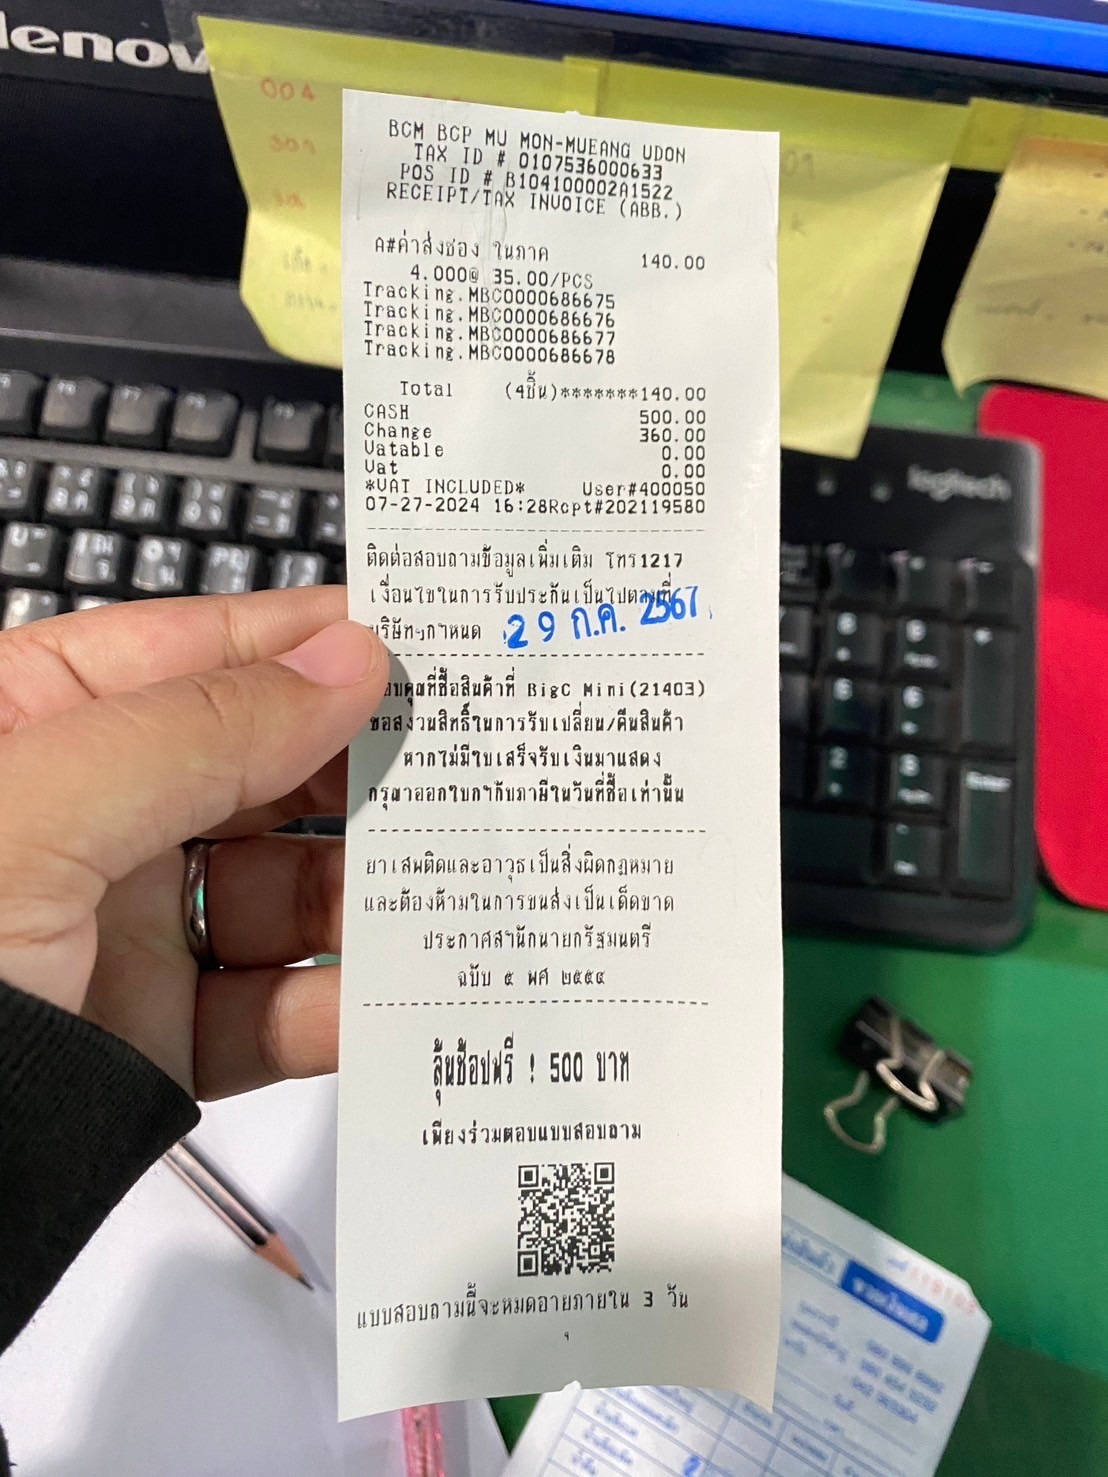 lenov
004
BCM BCP MU MON-MUEANG UDON
TAX ID # 0107536000633
POS ID # B104100002A1522
RECEIPT/TAX INVOICE (ABB.)
A#ค่าส่งซอง ในภาค 140.00
4.000@ 35.00/PCS
Tracking.MBC0000686675
Tracking.MBC0000686676
Tracking.MBC0000686677
Tracking.MBC0000686678
Total (4ชิ้น)*******140.00
CASH 500.00
Change 360.00
Vatable 0.00
Vat 0.00
*VAT INCLUDED* User#400050
07-27-2024 16:28Rcpt#202119580
ติดต่อสอบถามข้อมูลเพิ่มเติม โทร1217
เงื่อนไขในการรับประกันเป็นไปตามที่
บริษัทฯกำหนด
29 ก.ค. 2567
ขอบคุณที่ซื้อสินค้าที่ BigC Mini(21403)
ขอสงวนสิทธิ์ในการรับเปลี่ยน/คืนสินค้า
หากไม่มีใบเสร็จรับเงินมาแสดง
กรุณาออกใบกำกับภาษีในวันที่ซื้อเท่านั้น
ยาเสพติดและอาวุธเป็นสิ่งผิดกฎหมาย
และต้องห้ามในการขนส่งเป็นเด็ดขาด
ประกาศสำนักนายกรัฐมนตรี
ฉบับ ๕ พศ ๒๕๕๔
ลุ้นช้อปฟรี ! 500 บาท
เพียงร่วมตอบแบบสอบถาม
แบบสอบถามนี้จะหมดอายุภายใน 3 วัน
logitech
Enter